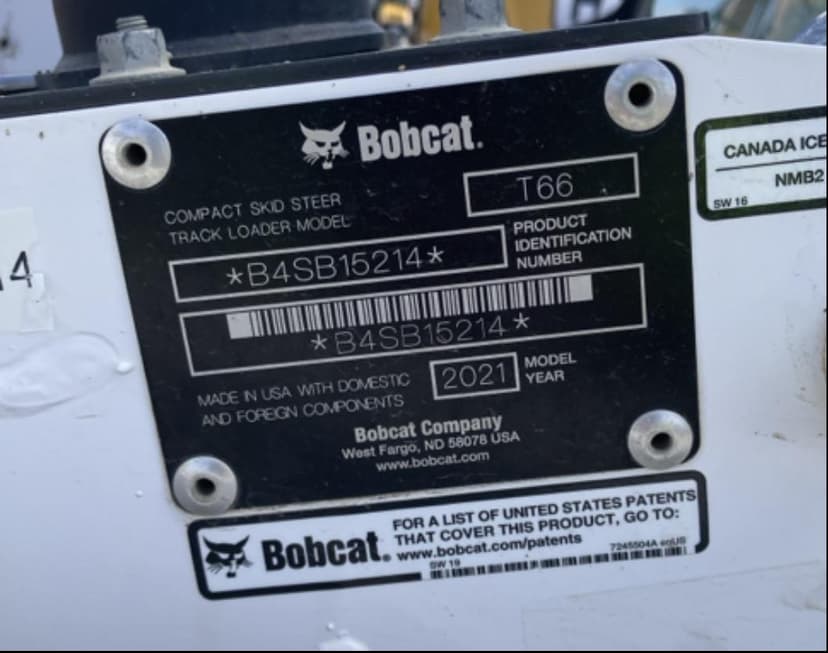 Bobcat.
COMPACT SKID STEER
TRACK LOADER MODEL
T66
*B4SB15214*
PRODUCT
IDENTIFICATION
NUMBER
*B4SB15214*
MADE IN USA WITH DOMESTIC
AND FOREIGN COMPONENTS
2021
MODEL
YEAR
Bobcat Company
West Fargo, ND 58078 USA
www.bobcat.com
CANADA ICE
NMB2
SW 16
14
Bobcat.
FOR A LIST OF UNITED STATES PATENTS
THAT COVER THIS PRODUCT, GO TO:
www.bobcat.com/patents
SW 19
7245504A